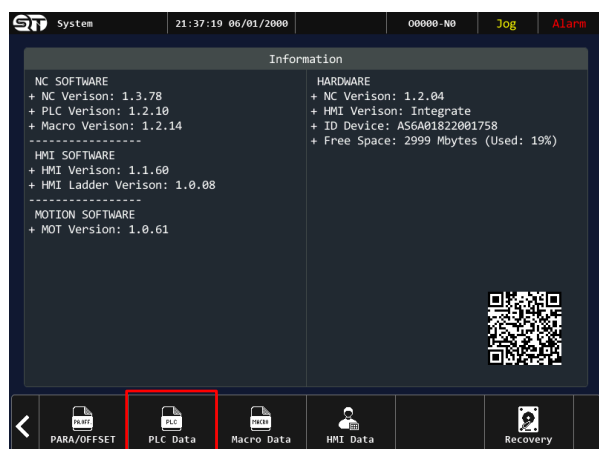 ST System 21:37:19 06/01/2000 O0000-N0 Jog Alarm
Information
NC SOFTWARE
+ NC Verison: 1.3.78
+ PLC Verison: 1.2.10
+ Macro Verison: 1.2.14
-----------------
HMI SOFTWARE
+ HMI Verison: 1.1.60
+ HMI Ladder Verison: 1.0.08
-----------------
MOTION SOFTWARE
+ MOT Version: 1.0.61
HARDWARE
+ NC Verison: 1.2.04
+ HMI Verison: Integrate
+ ID Device: AS6A01822001758
+ Free Space: 2999 Mbytes (Used: 19%)
PA.OFF. PLC MACRO
PARA/OFFSET PLC Data Macro Data HMI Data Recovery